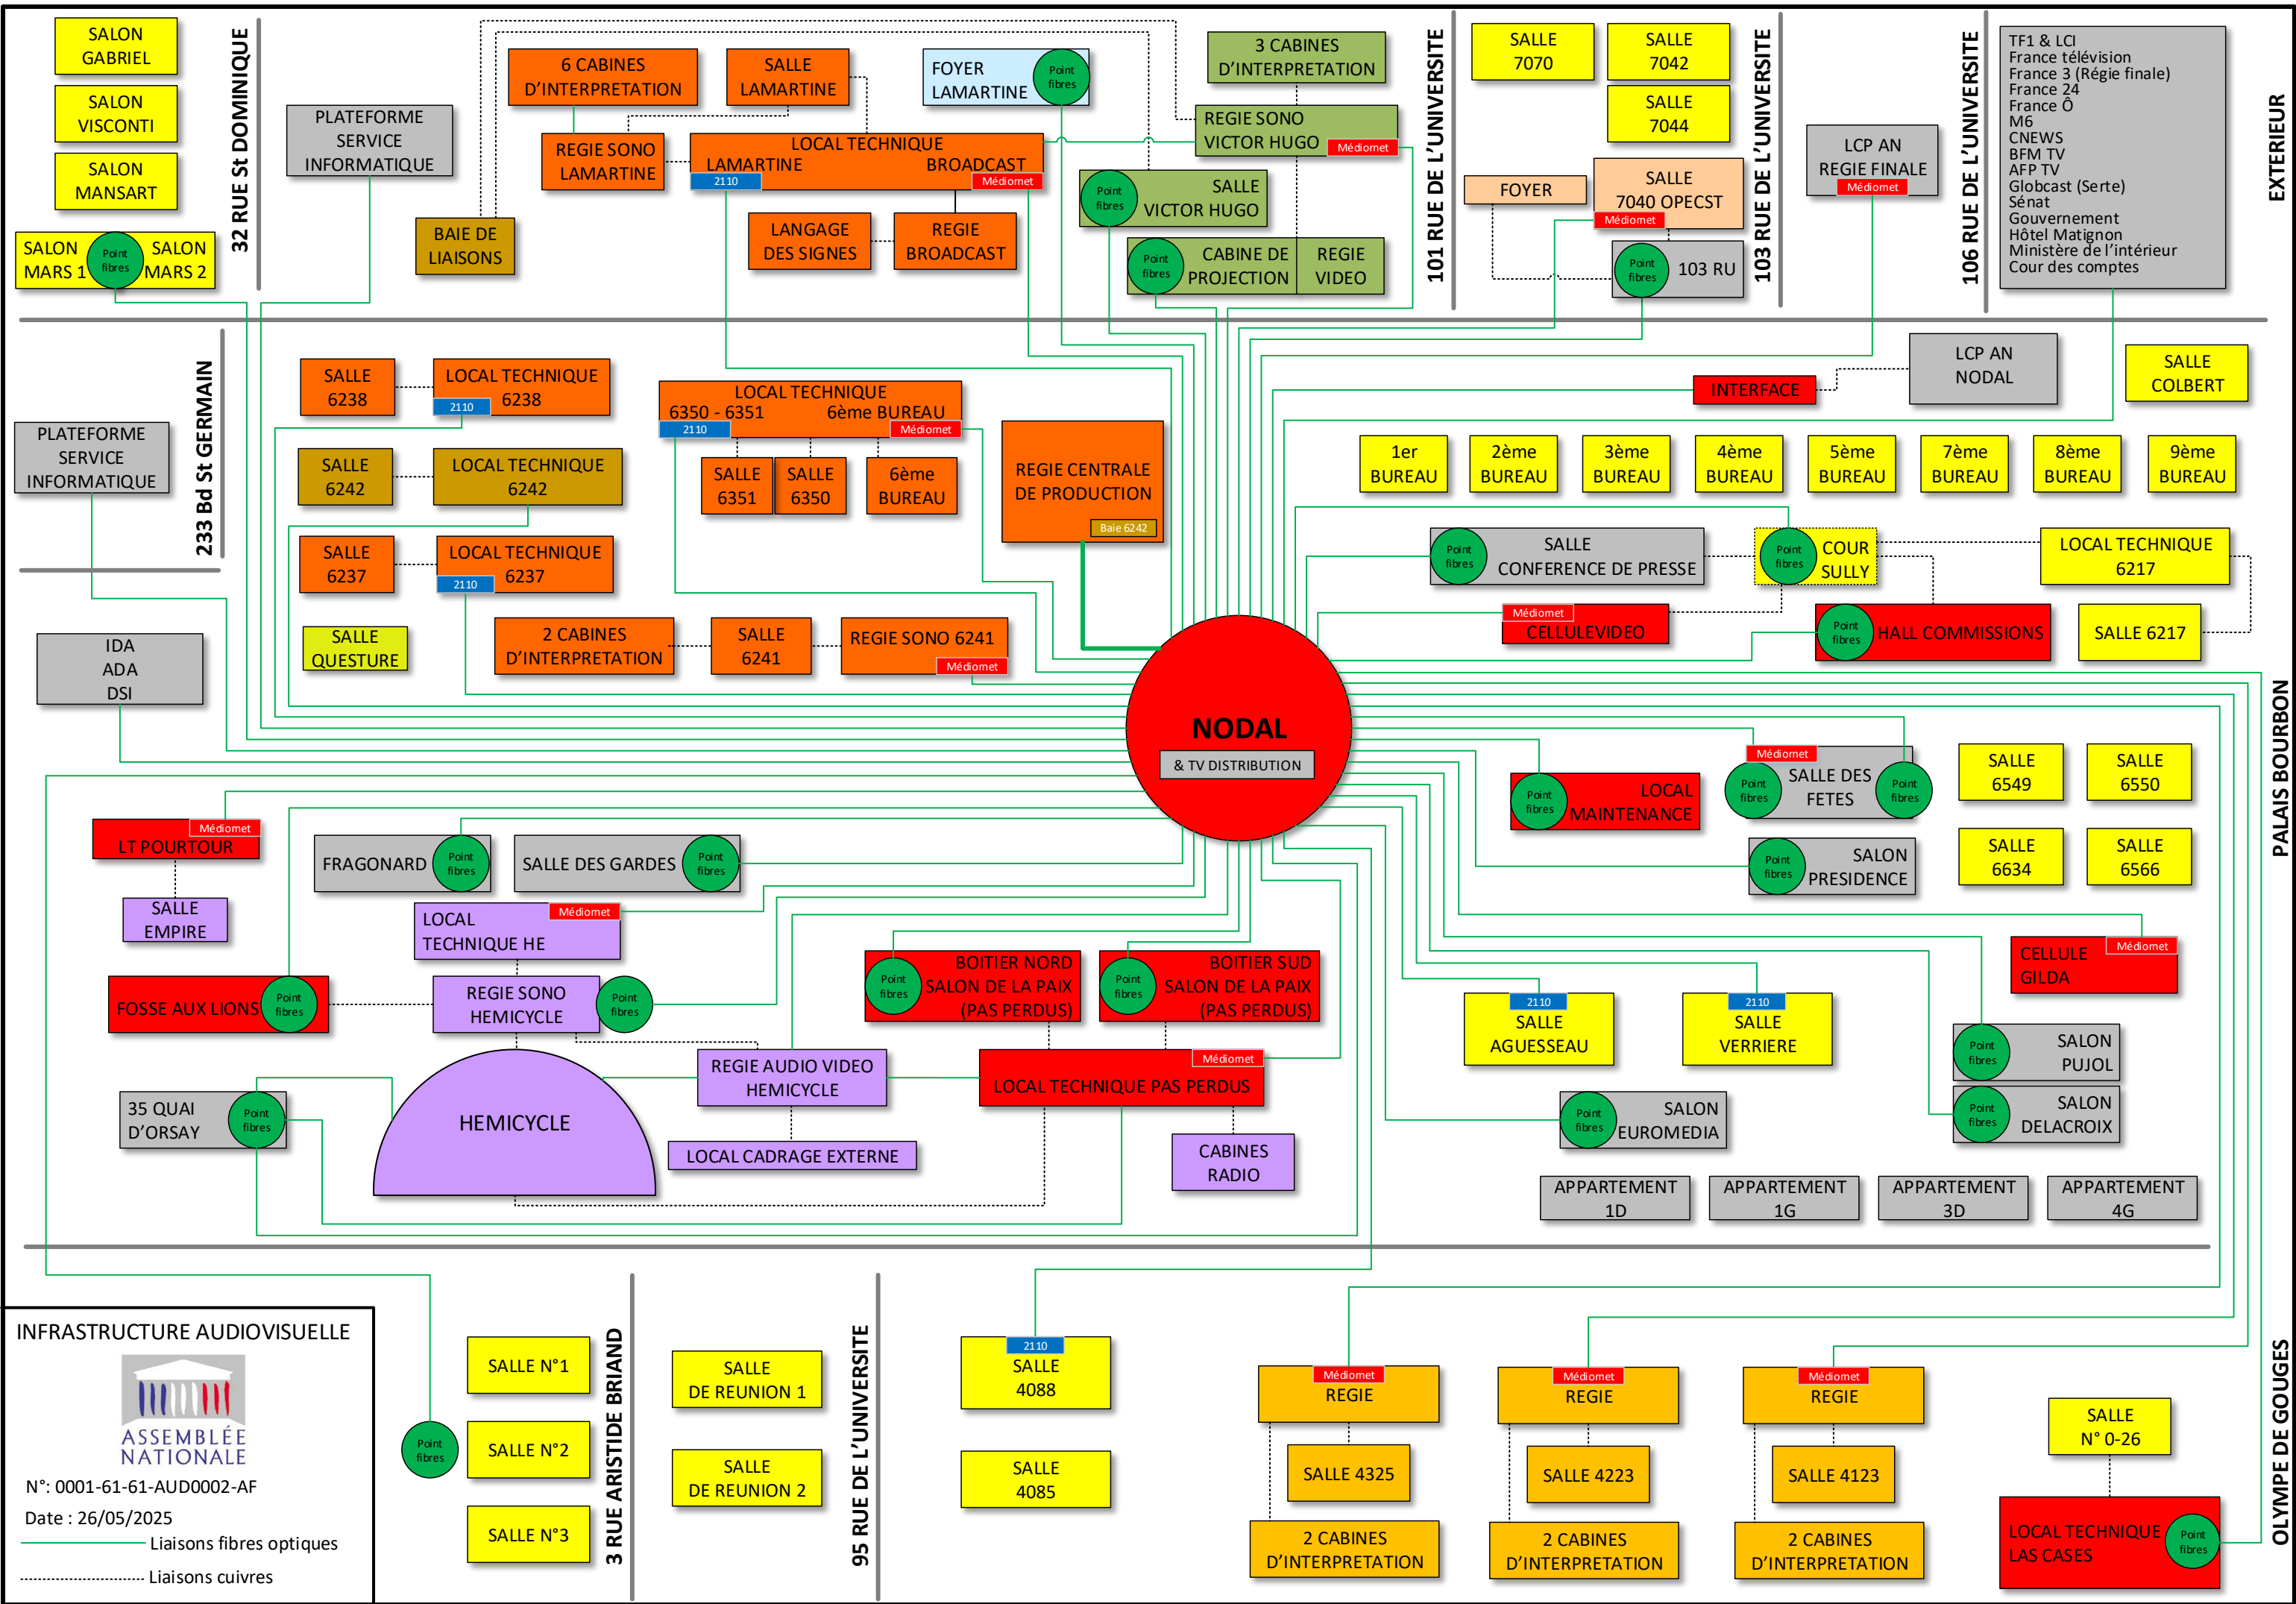 SALON
GABRIEL
SALON
VISCONTI
SALON
MANSART
SALON
MARS 1
Point
fibres
SALON
MARS 2
32 RUE St DOMINIQUE
PLATEFORME
SERVICE
INFORMATIQUE
6 CABINES
D'INTERPRETATION
SALLE
LAMARTINE
FOYER
LAMARTINE
Point
fibres
REGIE SONO
LAMARTINE
LOCAL TECHNIQUE
LAMARTINE
BROADCAST
2110
Médiornet
BAIE DE
LIAISONS
LANGAGE
DES SIGNES
REGIE
BROADCAST
3 CABINES
D'INTERPRETATION
REGIE SONO
VICTOR HUGO
Médiornet
Point
fibres
SALLE
VICTOR HUGO
Point
fibres
CABINE DE
PROJECTION
REGIE
VIDEO
101 RUE DE L'UNIVERSITE
SALLE
7070
SALLE
7042
SALLE
7044
FOYER
SALLE
7040 OPECST
Médiornet
Point
fibres
103 RU
103 RUE DE L'UNIVERSITE
LCP AN
REGIE FINALE
Médiornet
106 RUE DE L'UNIVERSITE
TF1 & LCI
France télévision
France 3 (Régie finale)
France 24
France Ô
M6
CNEWS
BFM TV
AFP TV
Globcast (Serte)
Sénat
Gouvernement
Hôtel Matignon
Ministère de l'intérieur
Cour des comptes
EXTERIEUR
PLATEFORME
SERVICE
INFORMATIQUE
233 Bd St GERMAIN
SALLE
6238
LOCAL TECHNIQUE
6238
2110
SALLE
6242
LOCAL TECHNIQUE
6242
SALLE
6237
LOCAL TECHNIQUE
6237
2110
SALLE
QUESTURE
LOCAL TECHNIQUE
6350 - 6351
6ème BUREAU
2110
Médiornet
SALLE
6351
SALLE
6350
6ème
BUREAU
2 CABINES
D'INTERPRETATION
SALLE
6241
REGIE SONO 6241
Médiornet
REGIE CENTRALE
DE PRODUCTION
Baie 6242
INTERFACE
LCP AN
NODAL
SALLE
COLBERT
1er
BUREAU
2ème
BUREAU
3ème
BUREAU
4ème
BUREAU
5ème
BUREAU
7ème
BUREAU
8ème
BUREAU
9ème
BUREAU
Point
fibres
SALLE
CONFERENCE DE PRESSE
Point
fibres
COUR
SULLY
LOCAL TECHNIQUE
6217
Médiornet
CELLULEVIDEO
Point
fibres
HALL COMMISSIONS
SALLE 6217
IDA
ADA
DSI
NODAL
& TV DISTRIBUTION
PALAIS BOURBON
Point
fibres
LOCAL
MAINTENANCE
Médiornet
Point
fibres
SALLE DES
FETES
Point
fibres
SALLE
6549
SALLE
6550
Point
fibres
SALON
PRESIDENCE
SALLE
6634
SALLE
6566
Médiornet
LT POURTOUR
SALLE
EMPIRE
FRAGONARD
Point
fibres
SALLE DES GARDES
Point
fibres
LOCAL
TECHNIQUE HE
Médiornet
FOSSE AUX LIONS
Point
fibres
REGIE SONO
HEMICYCLE
Point
fibres
Point
fibres
BOITIER NORD
SALON DE LA PAIX
(PAS PERDUS)
Point
fibres
BOITIER SUD
SALON DE LA PAIX
(PAS PERDUS)
CELLULE
GILDA
Médiornet
2110
SALLE
AGUESSEAU
2110
SALLE
VERRIERE
Point
fibres
SALON
PUJOL
Point
fibres
SALON
DELACROIX
35 QUAI
D'ORSAY
Point
fibres
HEMICYCLE
REGIE AUDIO VIDEO
HEMICYCLE
LOCAL CADRAGE EXTERNE
Médiornet
LOCAL TECHNIQUE PAS PERDUS
CABINES
RADIO
Point
fibres
SALON
EUROMEDIA
APPARTEMENT
1D
APPARTEMENT
1G
APPARTEMENT
3D
APPARTEMENT
4G
INFRASTRUCTURE AUDIOVISUELLE
ASSEMBLÉE
NATIONALE
N°: 0001-61-61-AUD0002-AF
Date : 26/05/2025
Liaisons fibres optiques
Liaisons cuivres
Point
fibres
SALLE N°1
SALLE N°2
SALLE N°3
3 RUE ARISTIDE BRIAND
SALLE
DE REUNION 1
SALLE
DE REUNION 2
95 RUE DE L'UNIVERSITE
2110
SALLE
4088
SALLE
4085
Médiornet
REGIE
SALLE 4325
2 CABINES
D'INTERPRETATION
Médiornet
REGIE
SALLE 4223
2 CABINES
D'INTERPRETATION
Médiornet
REGIE
SALLE 4123
2 CABINES
D'INTERPRETATION
SALLE
N° 0-26
LOCAL TECHNIQUE
LAS CASES
Point
fibres
OLYMPE DE GOUGES